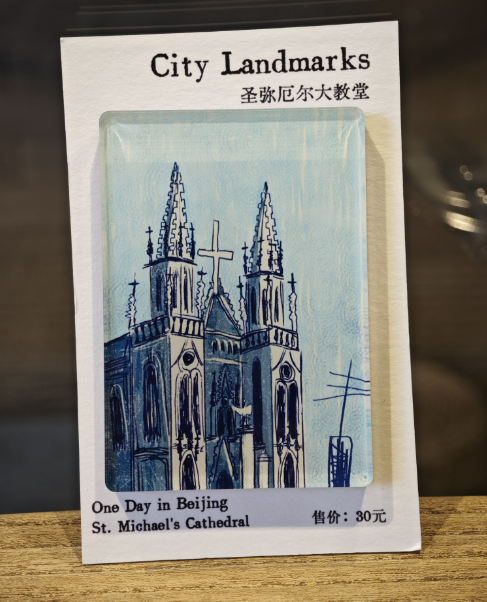 City Landmarks
圣弥厄尔大教堂
One Day in Beijing
St. Michael's Cathedral
售价：30元